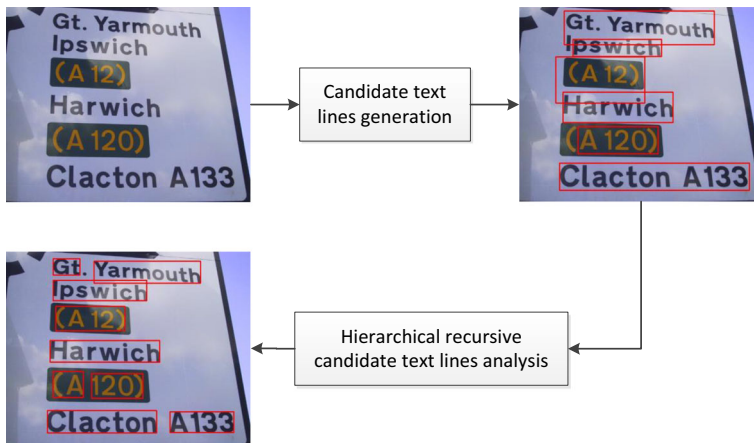 Gt. Yarmouth
Ipswich
(A 12)
Harwich
(A 120)
Clacton A133
Candidate text
lines generation
Gt. Yarmouth
Ipswich
(A 12)
Harwich
(A 120)
Clacton A133
Hierarchical recursive
candidate text lines analysis
Gt. Yarmouth
Ipswich
(A 12)
Harwich
(A 120)
Clacton A133